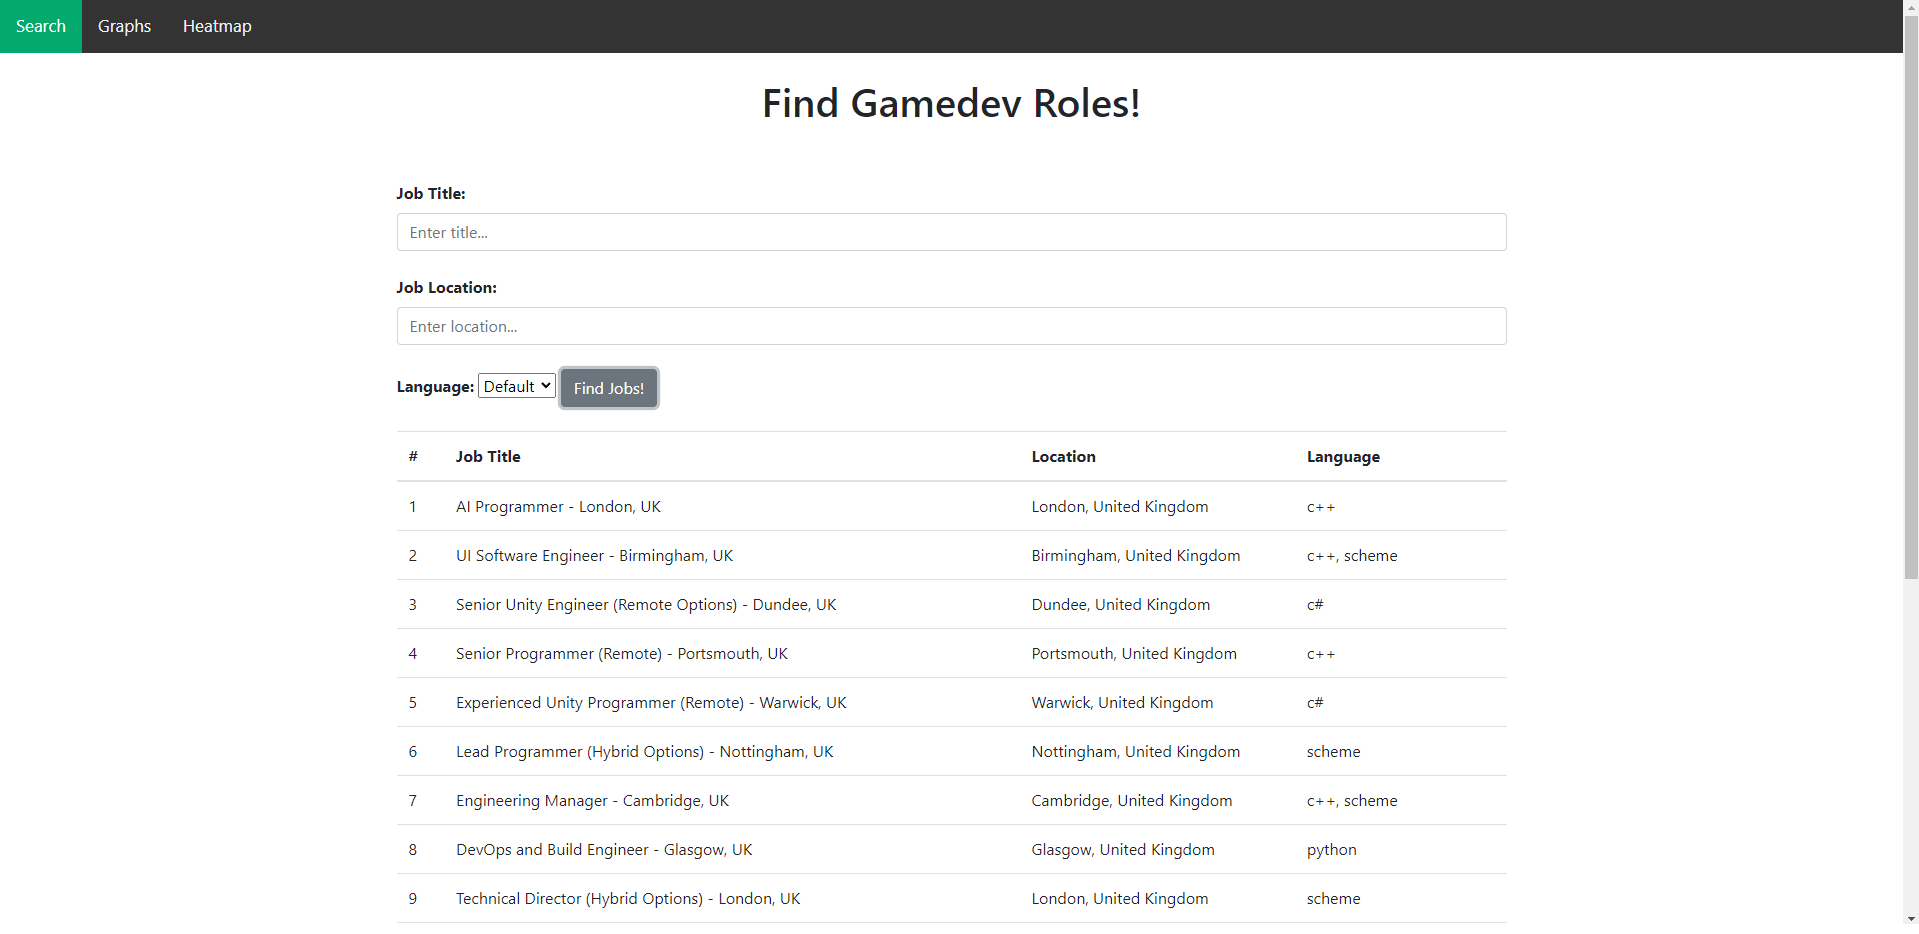 Search Graphs Heatmap
Find Gamedev Roles!
Job Title:
Enter title...
Job Location:
Enter location...
Language: Default Find Jobs!
# Job Title Location Language
1 AI Programmer - London, UK London, United Kingdom c++
2 UI Software Engineer - Birmingham, UK Birmingham, United Kingdom c++, scheme
3 Senior Unity Engineer (Remote Options) - Dundee, UK Dundee, United Kingdom c#
4 Senior Programmer (Remote) - Portsmouth, UK Portsmouth, United Kingdom c++
5 Experienced Unity Programmer (Remote) - Warwick, UK Warwick, United Kingdom c#
6 Lead Programmer (Hybrid Options) - Nottingham, UK Nottingham, United Kingdom scheme
7 Engineering Manager - Cambridge, UK Cambridge, United Kingdom c++, scheme
8 DevOps and Build Engineer - Glasgow, UK Glasgow, United Kingdom python
9 Technical Director (Hybrid Options) - London, UK London, United Kingdom scheme